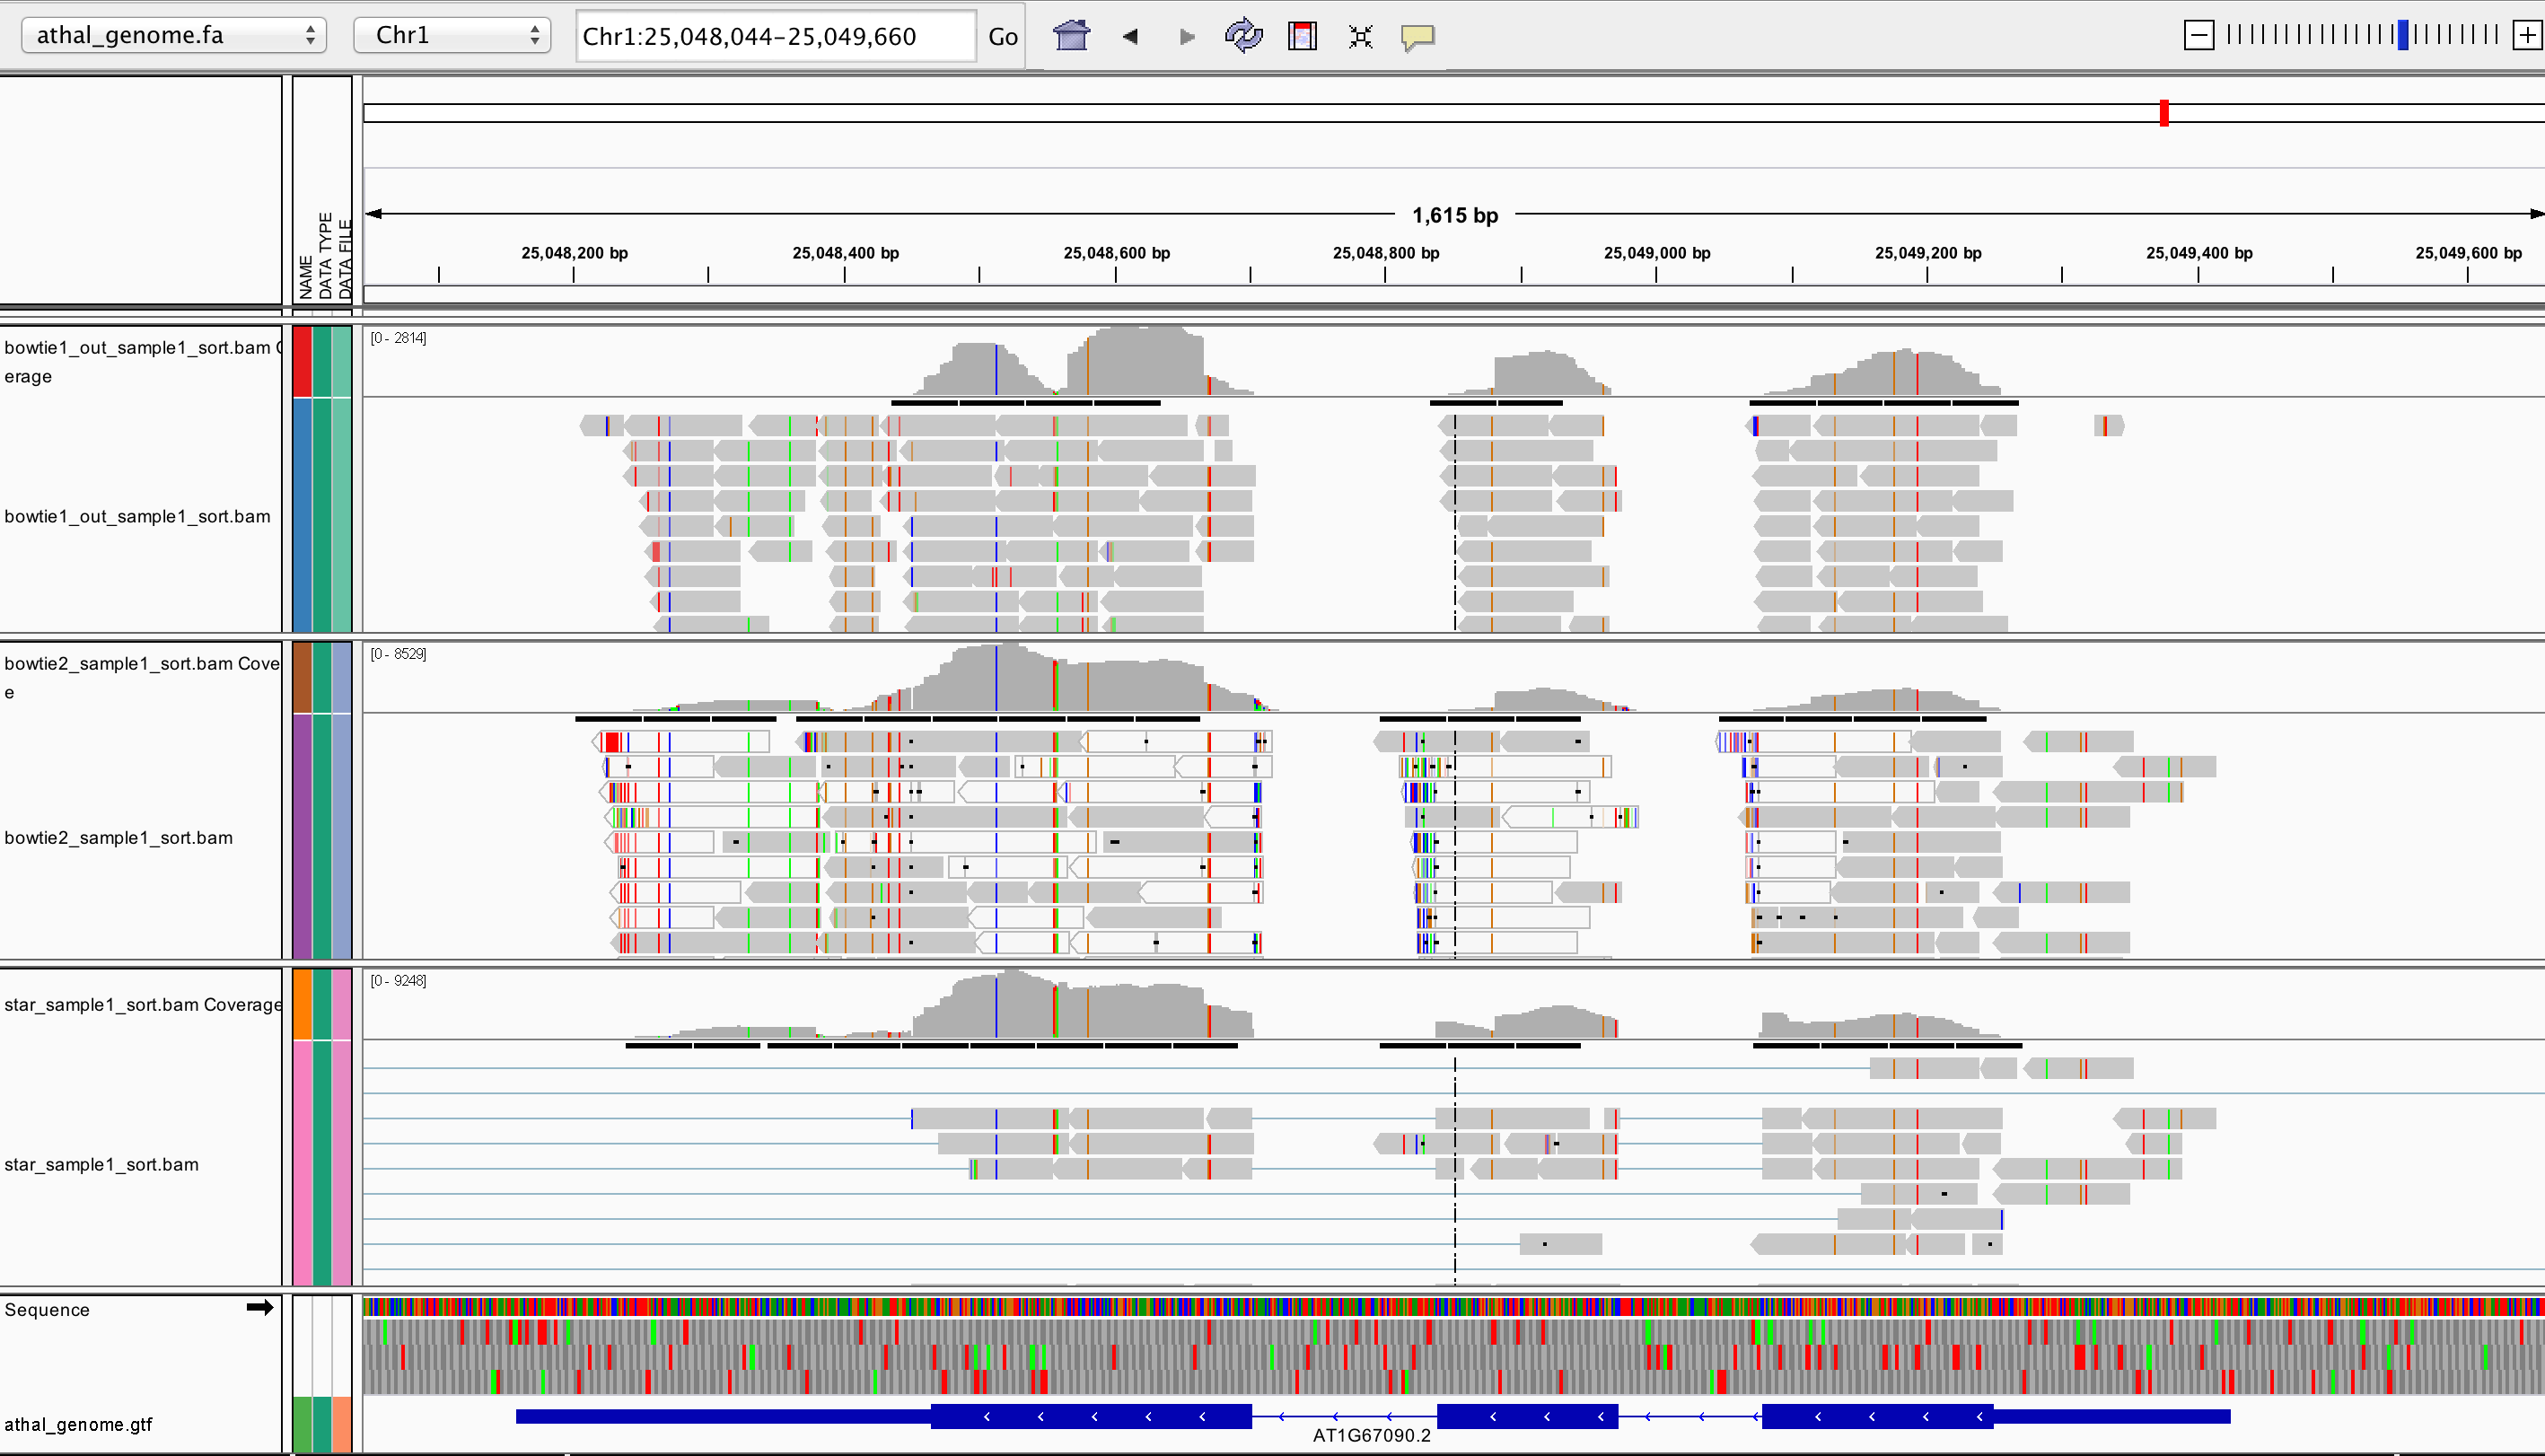 athal_genome.fa Chr1 Chr1:25,048,044-25,049,660 Go
NAME
DATA TYPE
DATA FILE
1,615 bp
25,048,200 bp 25,048,400 bp 25,048,600 bp 25,048,800 bp 25,049,000 bp 25,049,200 bp 25,049,400 bp 25,049,600 bp
bowtie1_out_sample1_sort.bam C
erage
[0 - 2814]
bowtie1_out_sample1_sort.bam
bowtie2_sample1_sort.bam Cove
e
[0 - 8529]
bowtie2_sample1_sort.bam
star_sample1_sort.bam Coverage
[0 - 9248]
star_sample1_sort.bam
Sequence
athal_genome.gtf
AT1G67090.2